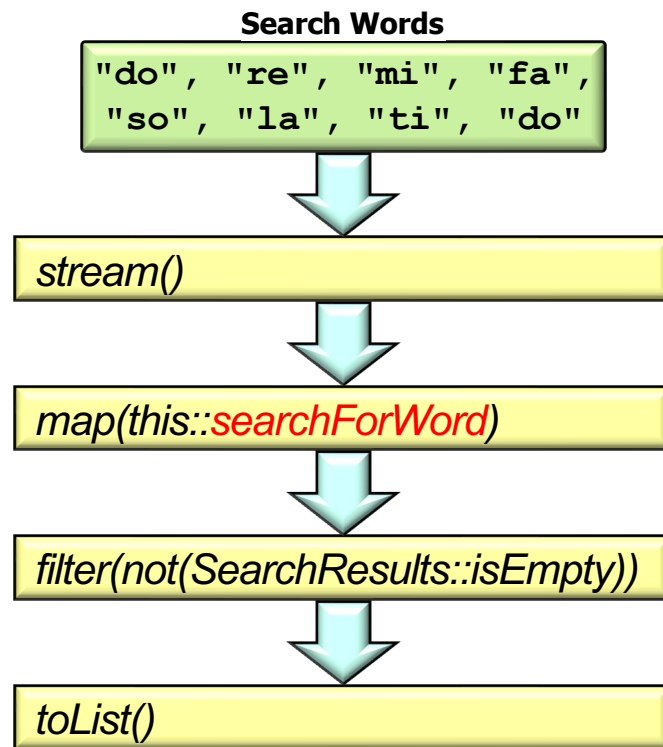 Search Words
"do", "re", "mi", "fa",
"so", "la", "ti", "do"
stream()
map(this::searchForWord)
filter(not(SearchResults::isEmpty))
toList()